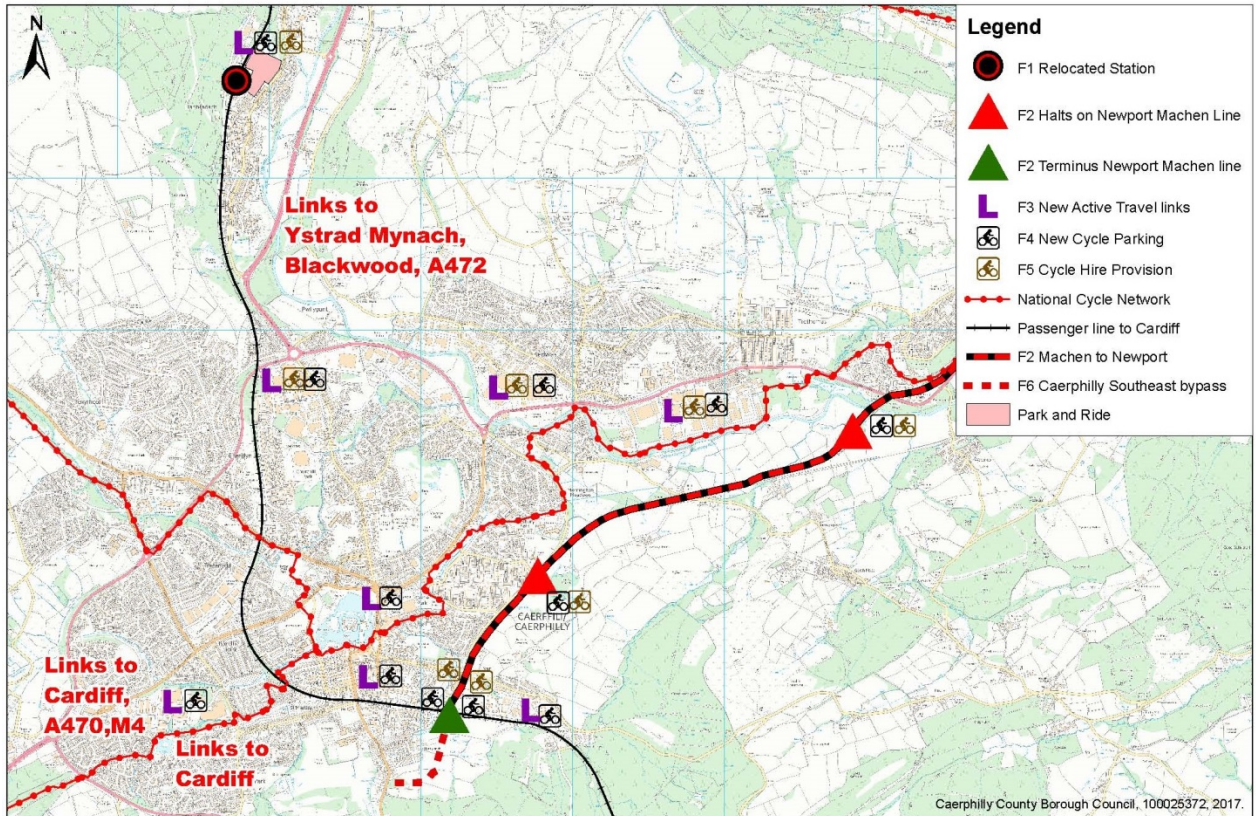 N
Legend
F1 Relocated Station
F2 Halts on Newport Machen Line
F2 Terminus Newport Machen line
L
F3 New Active Travel links
F4 New Cycle Parking
F5 Cycle Hire Provision
National Cycle Network
Passenger line to Cardiff
F2 Machen to Newport
F6 Caerphilly Southeast bypass
Park and Ride
L
Links to
Ystrad Mynach,
Blackwood, A472
L
L
L
L
CAERFFILI/
CAERPHILLY
L
L
L
Links to
Cardiff,
A470,M4
Links to
Cardiff
Caerphilly County Borough Council, 100025372, 2017.